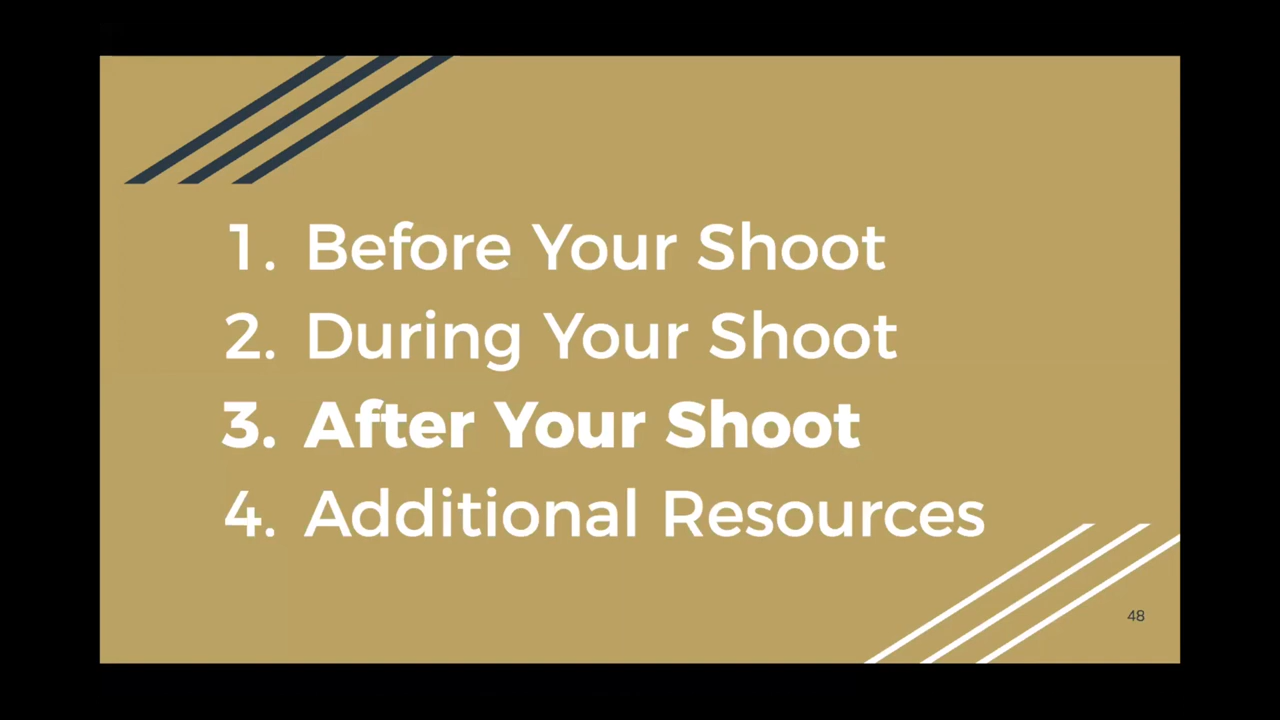 1. Before Your Shoot
2. During Your Shoot
3. After Your Shoot
4. Additional Resources
48